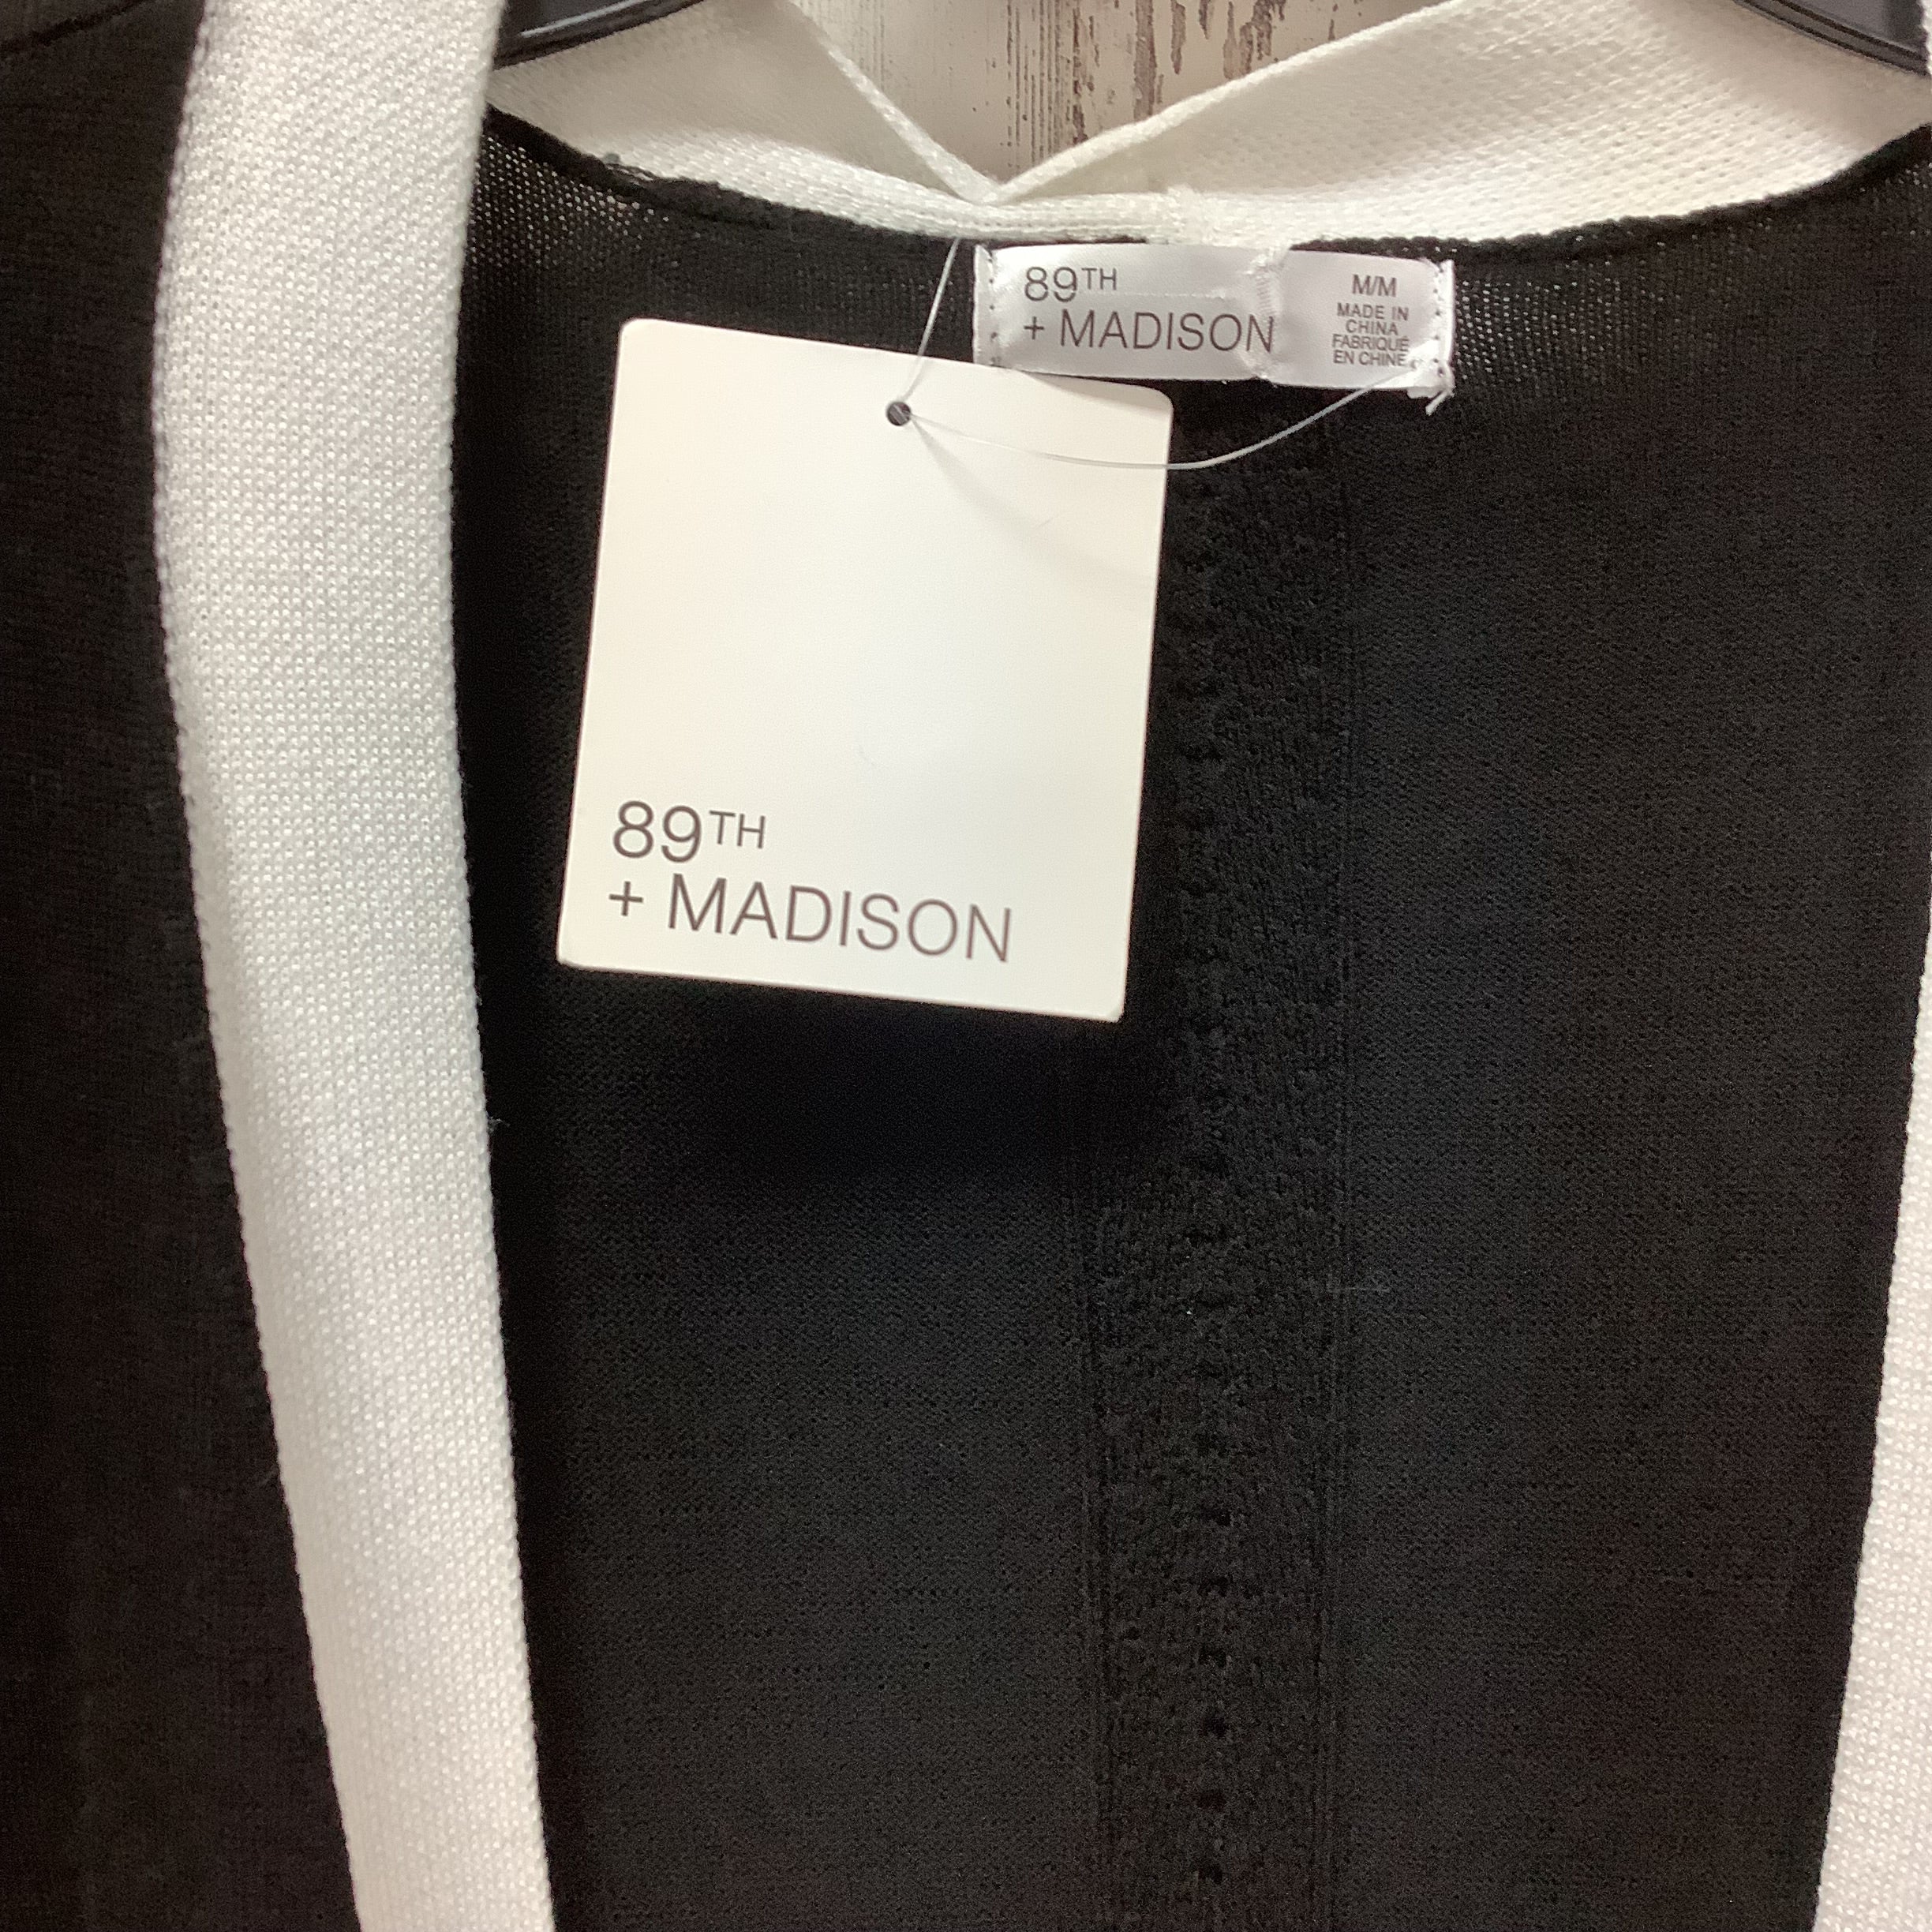 89TH
+ MADISON
M/M
MADE IN
CHINA
FABRIQUÉ
EN CHINE
89TH
+ MADISON